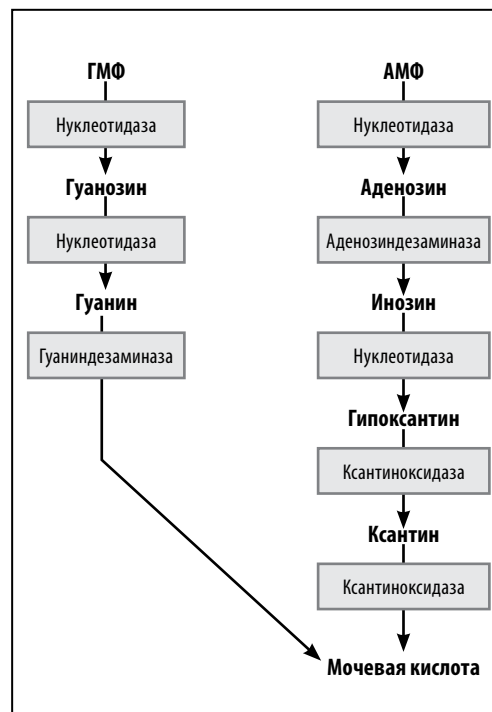 ГМФ
Нуклеотидаза
Гуанозин
Нуклеотидаза
Гуанин
Гуаниндезаминаза
АМФ
Нуклеотидаза
Аденозин
Аденозиндезаминаза
Инозин
Нуклеотидаза
Гипоксантин
Ксантиноксидаза
Ксантин
Ксантиноксидаза
Мочевая кислота